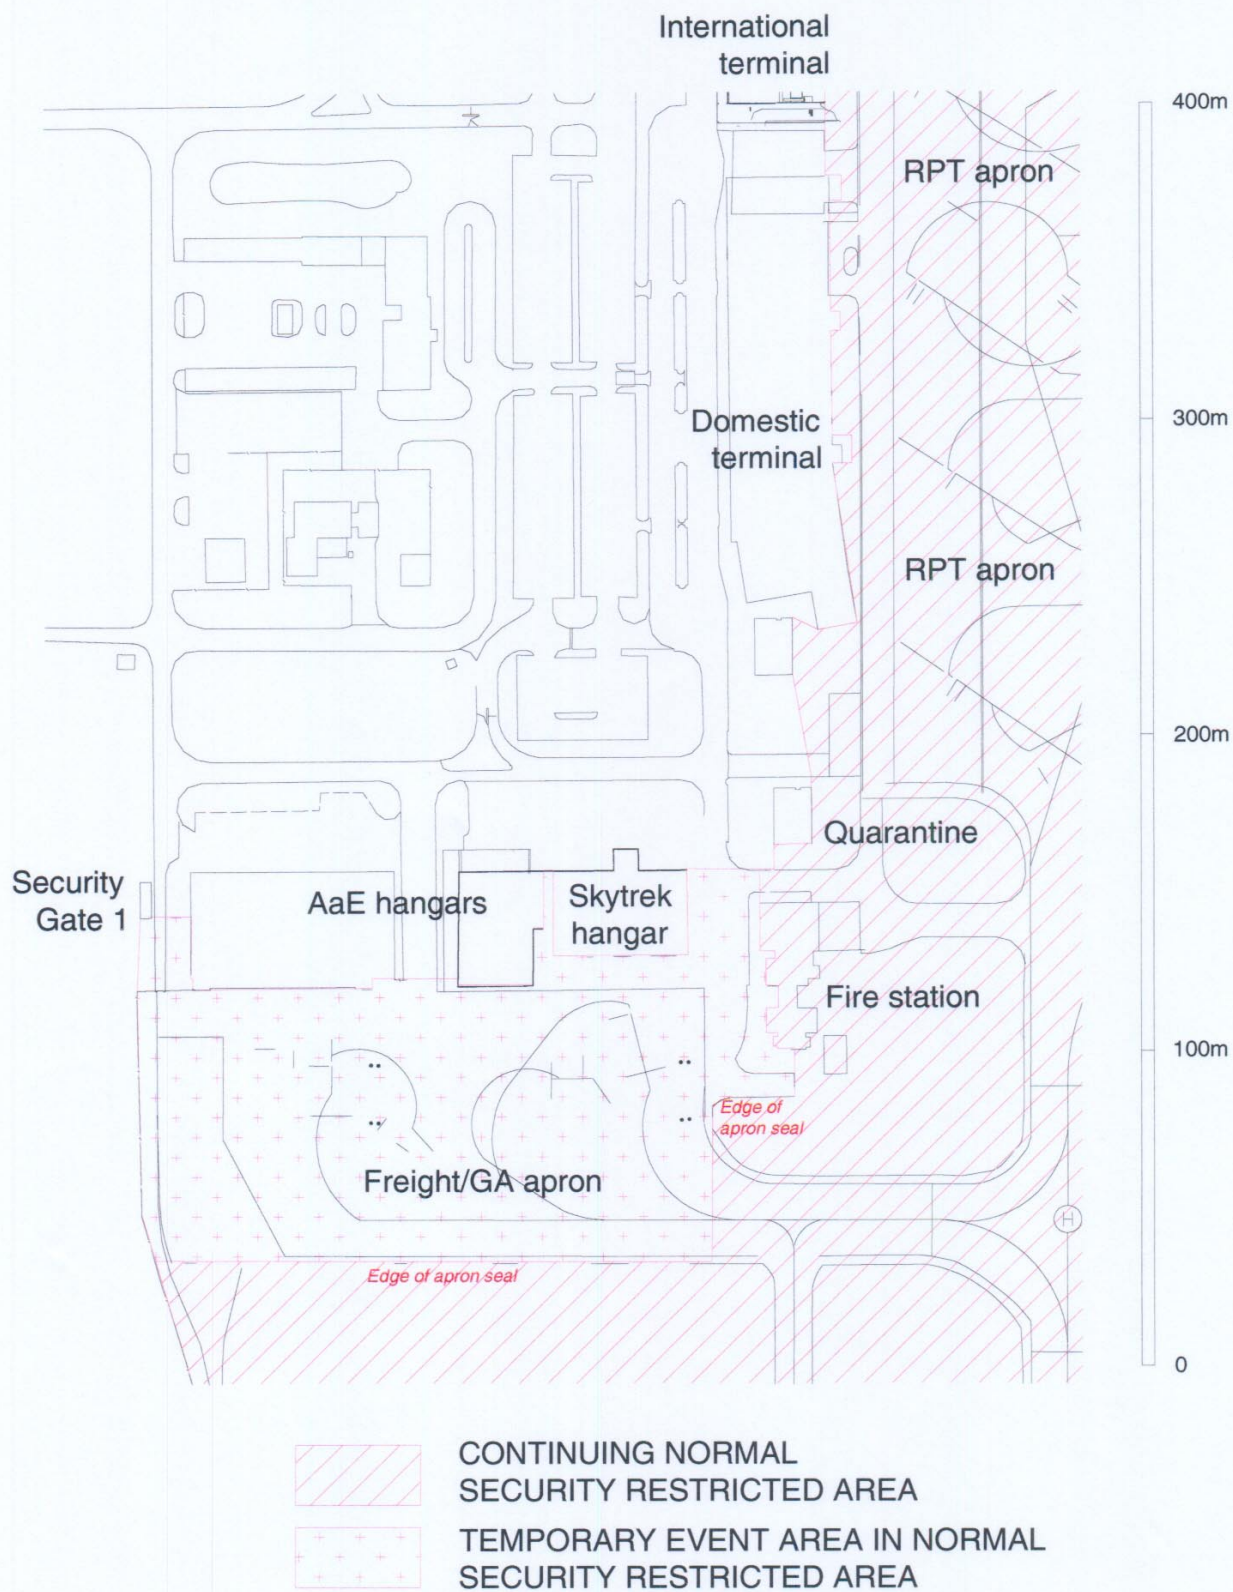 International
terminal
400m
RPT apron
300m
Domestic
terminal
RPT apron
200m
Quarantine
Security
Gate 1
AaE hangars
Skytrek
hangar
Fire station
100m
Edge of
apron seal
Freight/GA apron
H
Edge of apron seal
0
CONTINUING NORMAL
SECURITY RESTRICTED AREA
TEMPORARY EVENT AREA IN NORMAL
SECURITY RESTRICTED AREA